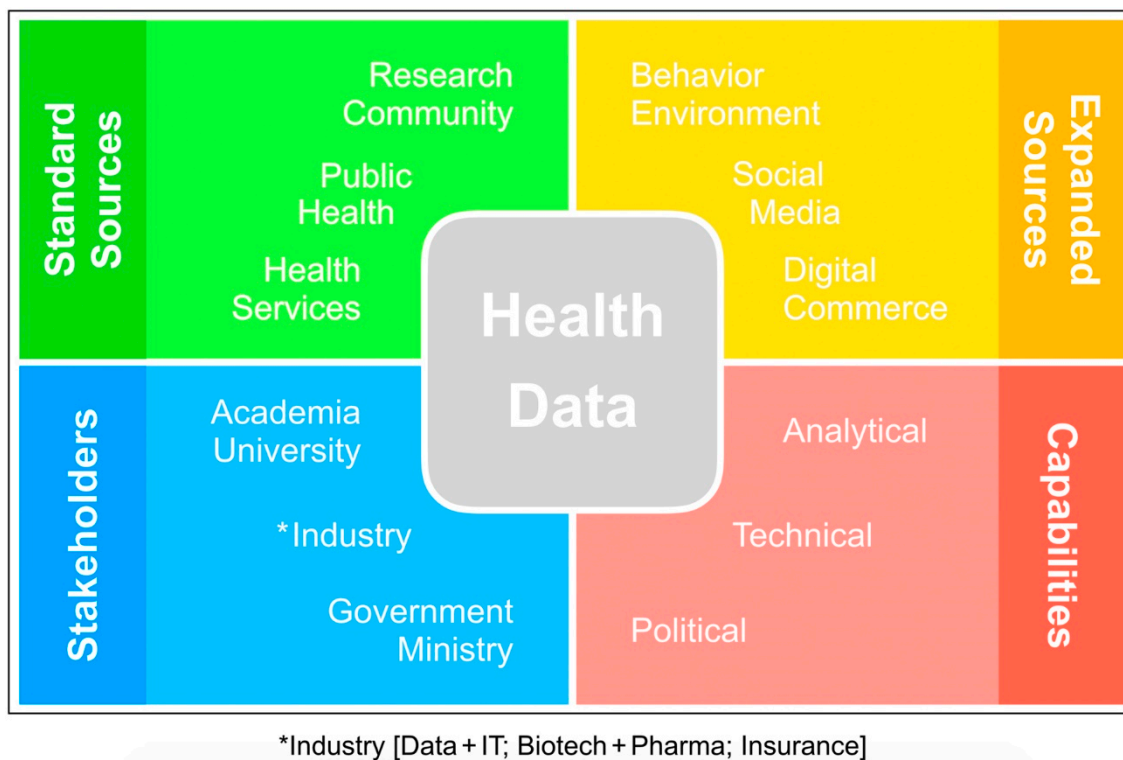 Standard
Sources
Research
Community
Public
Health
Health
Services
Behavior
Environment
Social
Media
Digital
Commerce
Expanded
Sources
Health
Data
Stakeholders
Academia
University
*Industry
Government
Ministry
Analytical
Technical
Political
Capabilities
*Industry [Data + IT; Biotech + Pharma; Insurance]